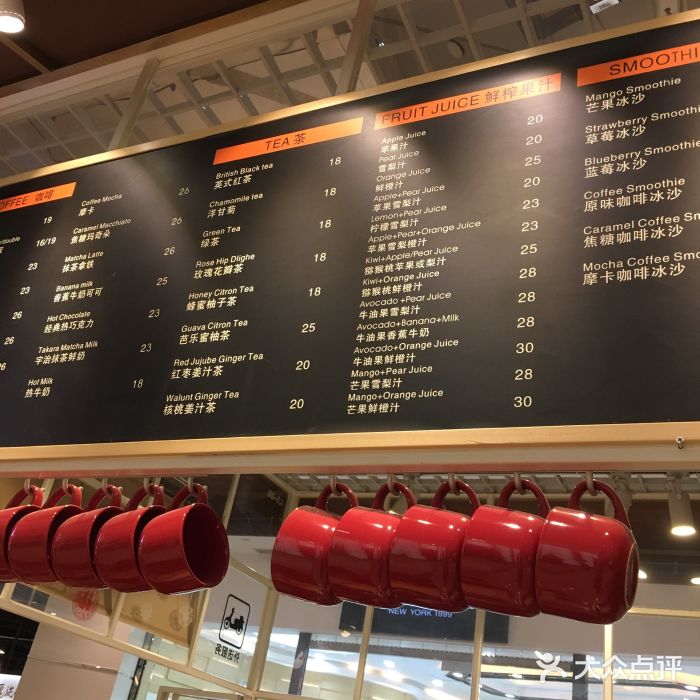 OFFEE 咖啡
19
double
16/19
23
23
26
26
Coffee Mocha 26
摩卡
Caramel Macchiato 26
焦糖玛奇朵
Matcha Latte 23
抹茶拿铁
Banana milk 26
香蕉牛奶可可
Hot Chocolate 23
经典热巧克力
Takara Matcha Milk 23
宇治抹茶鲜奶
Hot Milk 18
热牛奶
TEA 茶
British Black tea 18
英式红茶
Chamomile tea 18
洋甘菊
Green Tea 18
绿茶
Rose Hip Dlighe 18
玫瑰花瓣茶
Honey Citron Tea 18
蜂蜜柚子茶
Guava Citron Tea 25
芭乐蜜柚茶
Red Jujube Ginger Tea 20
红枣姜汁茶
Walunt Ginger Tea 20
核桃姜汁茶
FRUIT JUICE 鲜榨果汁
Apple Juice 20
苹果汁
Pear Juice 20
雪梨汁
Orange Juice 25
鲜橙汁
Apple+Pear Juice 20
苹果雪梨汁
Lemon+Pear Juice 20
柠檬雪梨汁
Apple+Pear+Orange Juice 23
苹果雪梨橙汁
Kiwi+Apple/Pear Juice 25
猕猴桃苹果或梨汁
Kiwi+Orange Juice 28
猕猴桃鲜橙汁
Avocado+Pear Juice 28
牛油果雪梨汁
Avocado+Banana+Milk 28
牛油果香蕉牛奶
Avocado+Orange Juice 30
牛油果鲜橙汁
Mango+Pear Juice 28
芒果雪梨汁
Mango+Orange Juice 30
芒果鲜橙汁
SMOOTHI
Mango Smoothie
芒果冰沙
Strawberry Smoothi
草莓冰沙
Blueberry Smooth
蓝莓冰沙
Coffee Smoothie
原味咖啡冰沙
Caramel Coffee Sm
焦糖咖啡冰沙
Mocha Coffee Smo
摩卡咖啡冰沙
NEW YORK 1899
大众点评